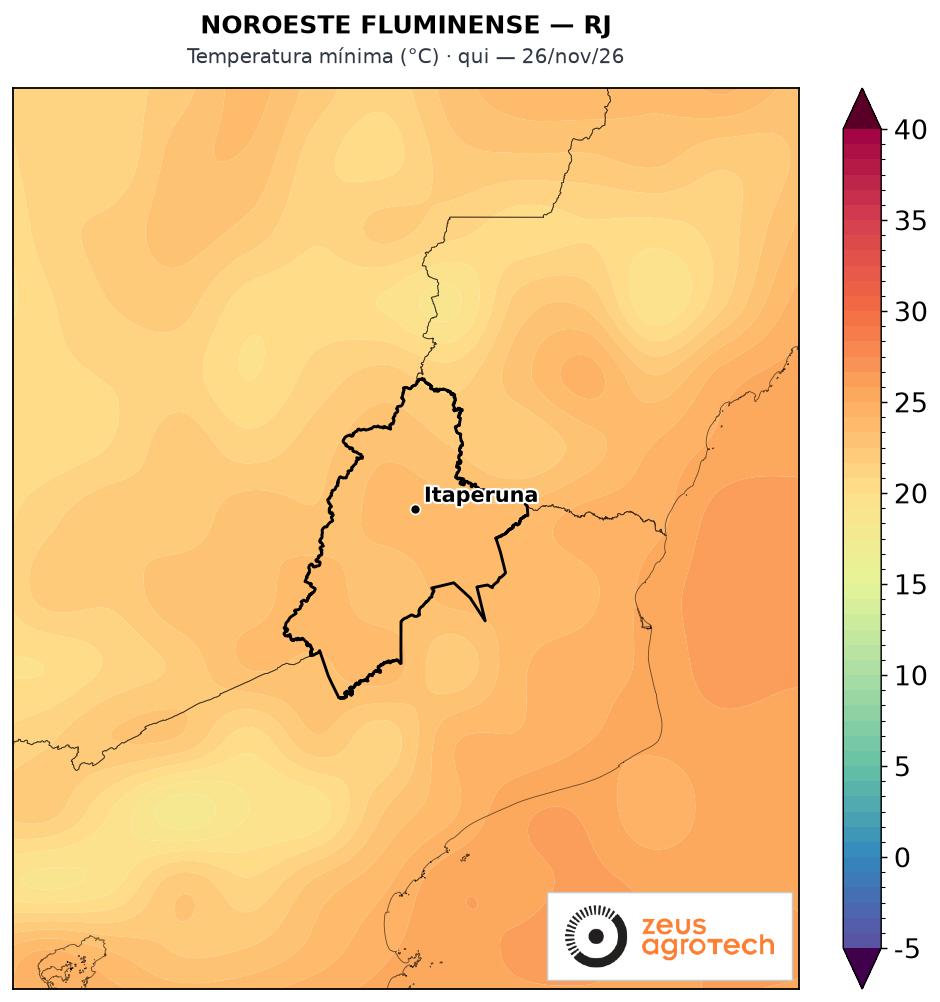 NOROESTE FLUMINENSE — RJ
Temperatura mínima (°C) · qui — 26/nov/26
40
35
30
25
20
15
10
5
0
-5
Itaperuna
zeus
agrotech